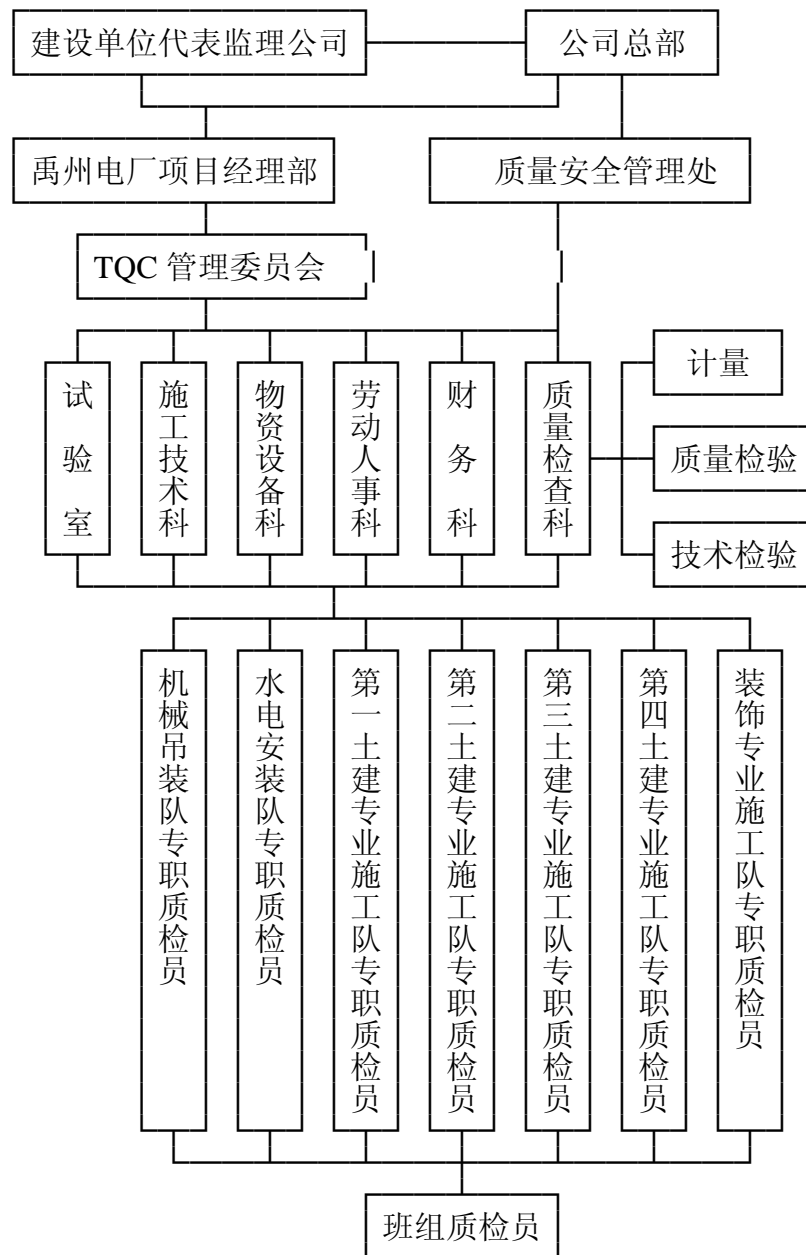 建设单位代表监理公司
公司总部
禹州电厂项目经理部
质量安全管理处
TQC 管理委员会
试验室
施工技术科
物资设备科
劳动人事科
财务科
质量检查科
计量
质量检验
技术检验
机械吊装队专职质检员
水电安装队专职质检员
第一土建专业施工队专职质检员
第二土建专业施工队专职质检员
第三土建专业施工队专职质检员
第四土建专业施工队专职质检员
装饰专业施工队专职质检员
班组质检员